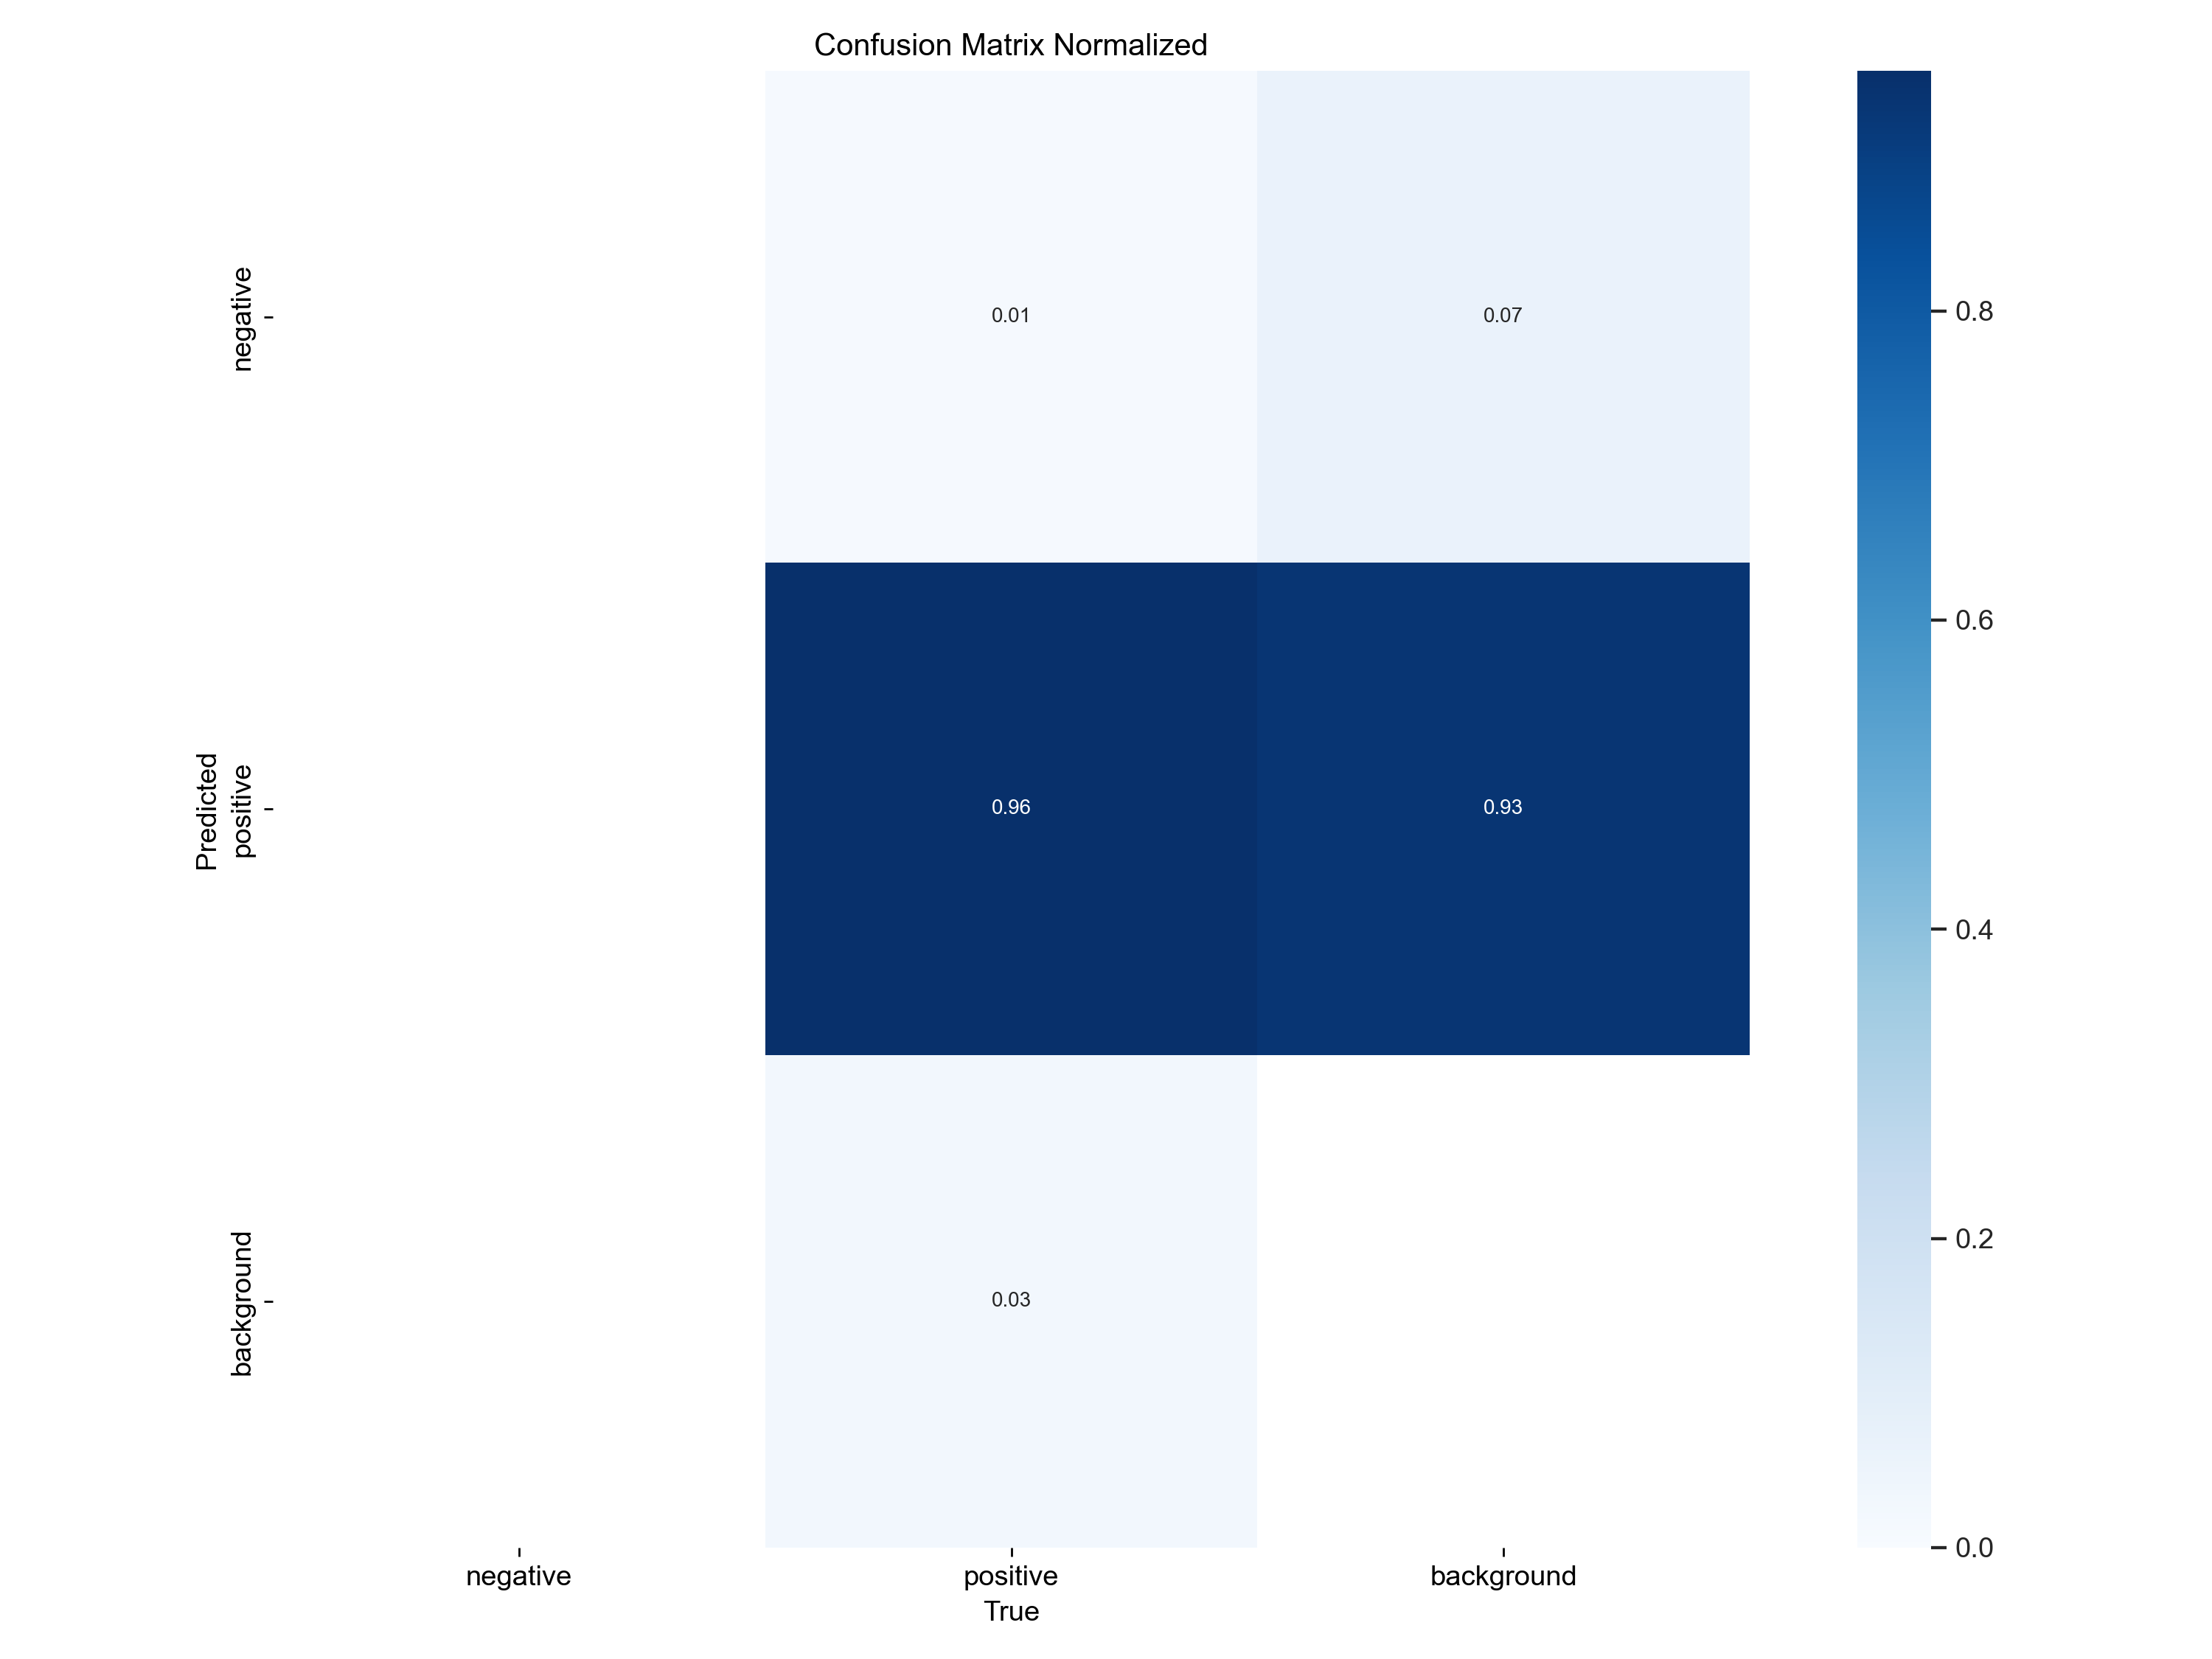 Confusion Matrix Normalized
negative
0.01
0.07
0.8
0.6
Predicted
positive
0.96
0.93
0.4
background
0.03
0.2
0.0
negative
positive
background
True